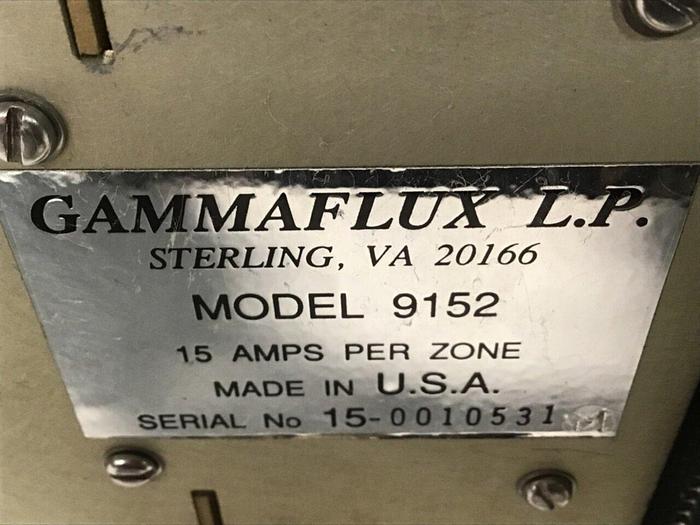 GAMMAFLUX L.P.
STERLING, VA 20166
MODEL 9152
15 AMPS PER ZONE
MADE IN U.S.A.
SERIAL No 15-0010531